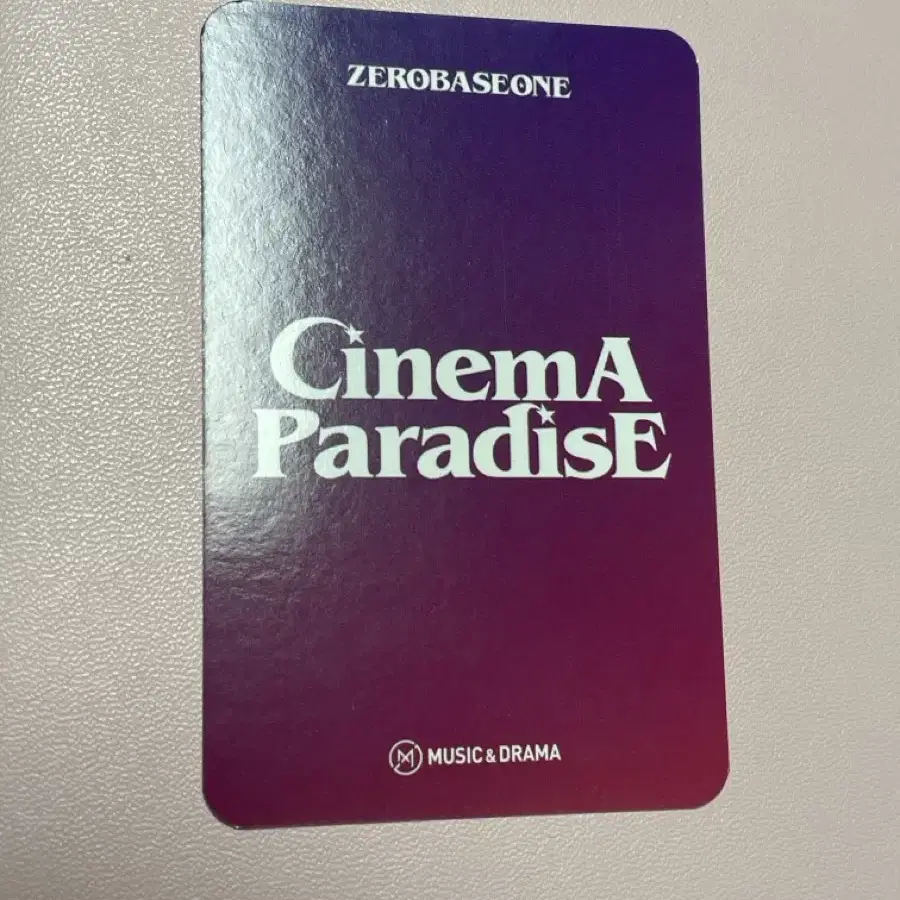 ZEROBASEONE
CinemA
ParadisE
MUSIC & DRAMA